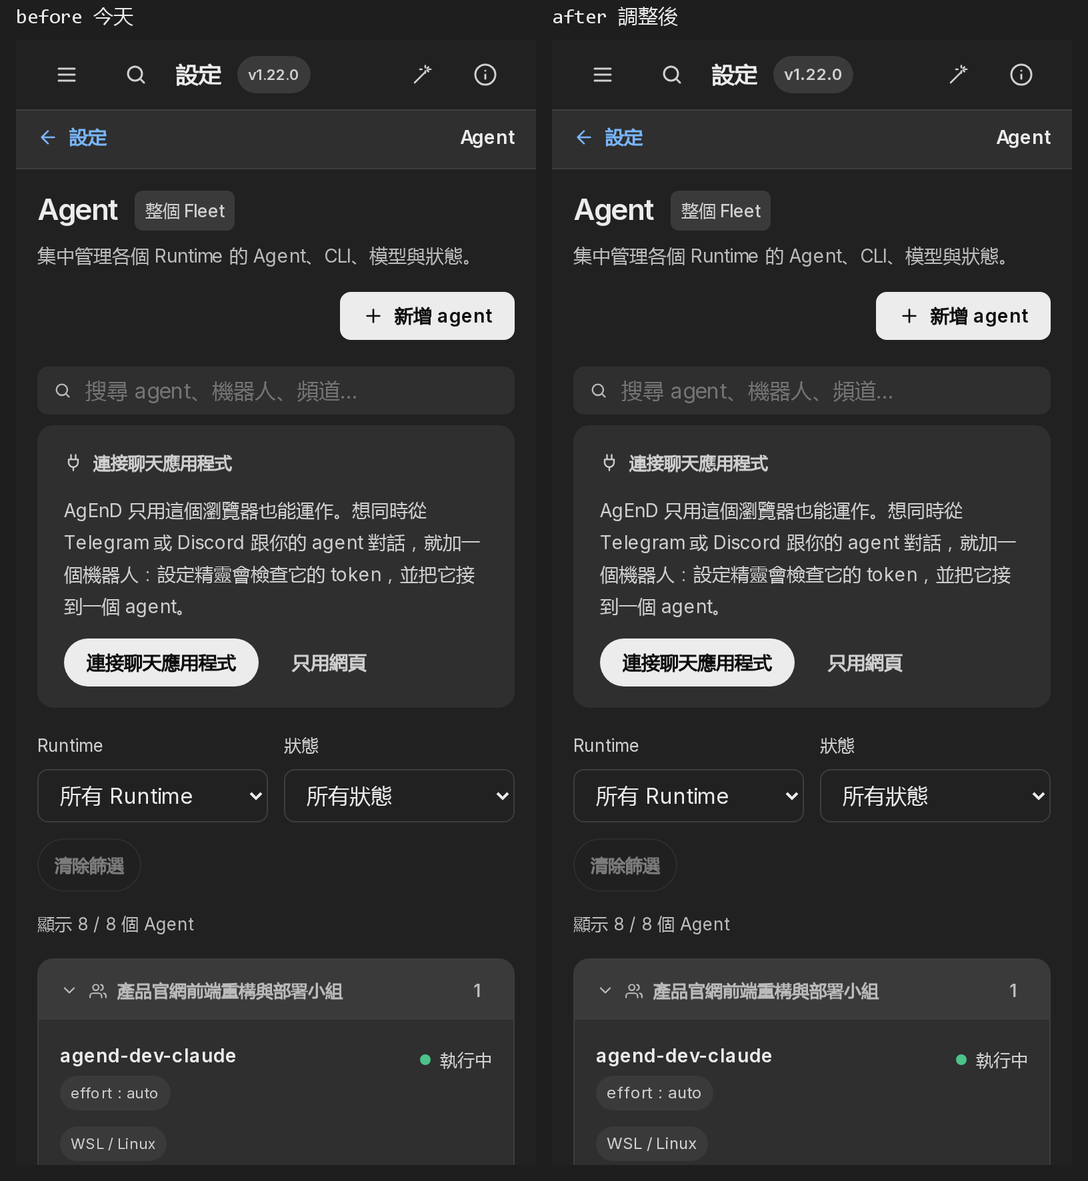 before 今天
設定 v1.22.0
設定 Agent
Agent 整個 Fleet
集中管理各個 Runtime 的 Agent、CLI、模型與狀態。
新增 agent
搜尋 agent、機器人、頻道...
連接聊天應用程式
AgEnD 只用這個瀏覽器也能運作。想同時從
Telegram 或 Discord 跟你的 agent 對話，就加一
個機器人：設定精靈會檢查它的 token，並把它接
到一個 agent。
連接聊天應用程式 只用網頁
Runtime 狀態
所有 Runtime 所有狀態
清除篩選
顯示 8 / 8 個 Agent
產品官網前端重構與部署小組 1
agend-dev-claude 執行中
effort：auto
WSL / Linux
after 調整後
設定 v1.22.0
設定 Agent
Agent 整個 Fleet
集中管理各個 Runtime 的 Agent、CLI、模型與狀態。
新增 agent
搜尋 agent、機器人、頻道...
連接聊天應用程式
AgEnD 只用這個瀏覽器也能運作。想同時從
Telegram 或 Discord 跟你的 agent 對話，就加一
個機器人：設定精靈會檢查它的 token，並把它接
到一個 agent。
連接聊天應用程式 只用網頁
Runtime 狀態
所有 Runtime 所有狀態
清除篩選
顯示 8 / 8 個 Agent
產品官網前端重構與部署小組 1
agend-dev-claude 執行中
effort：auto
WSL / Linux